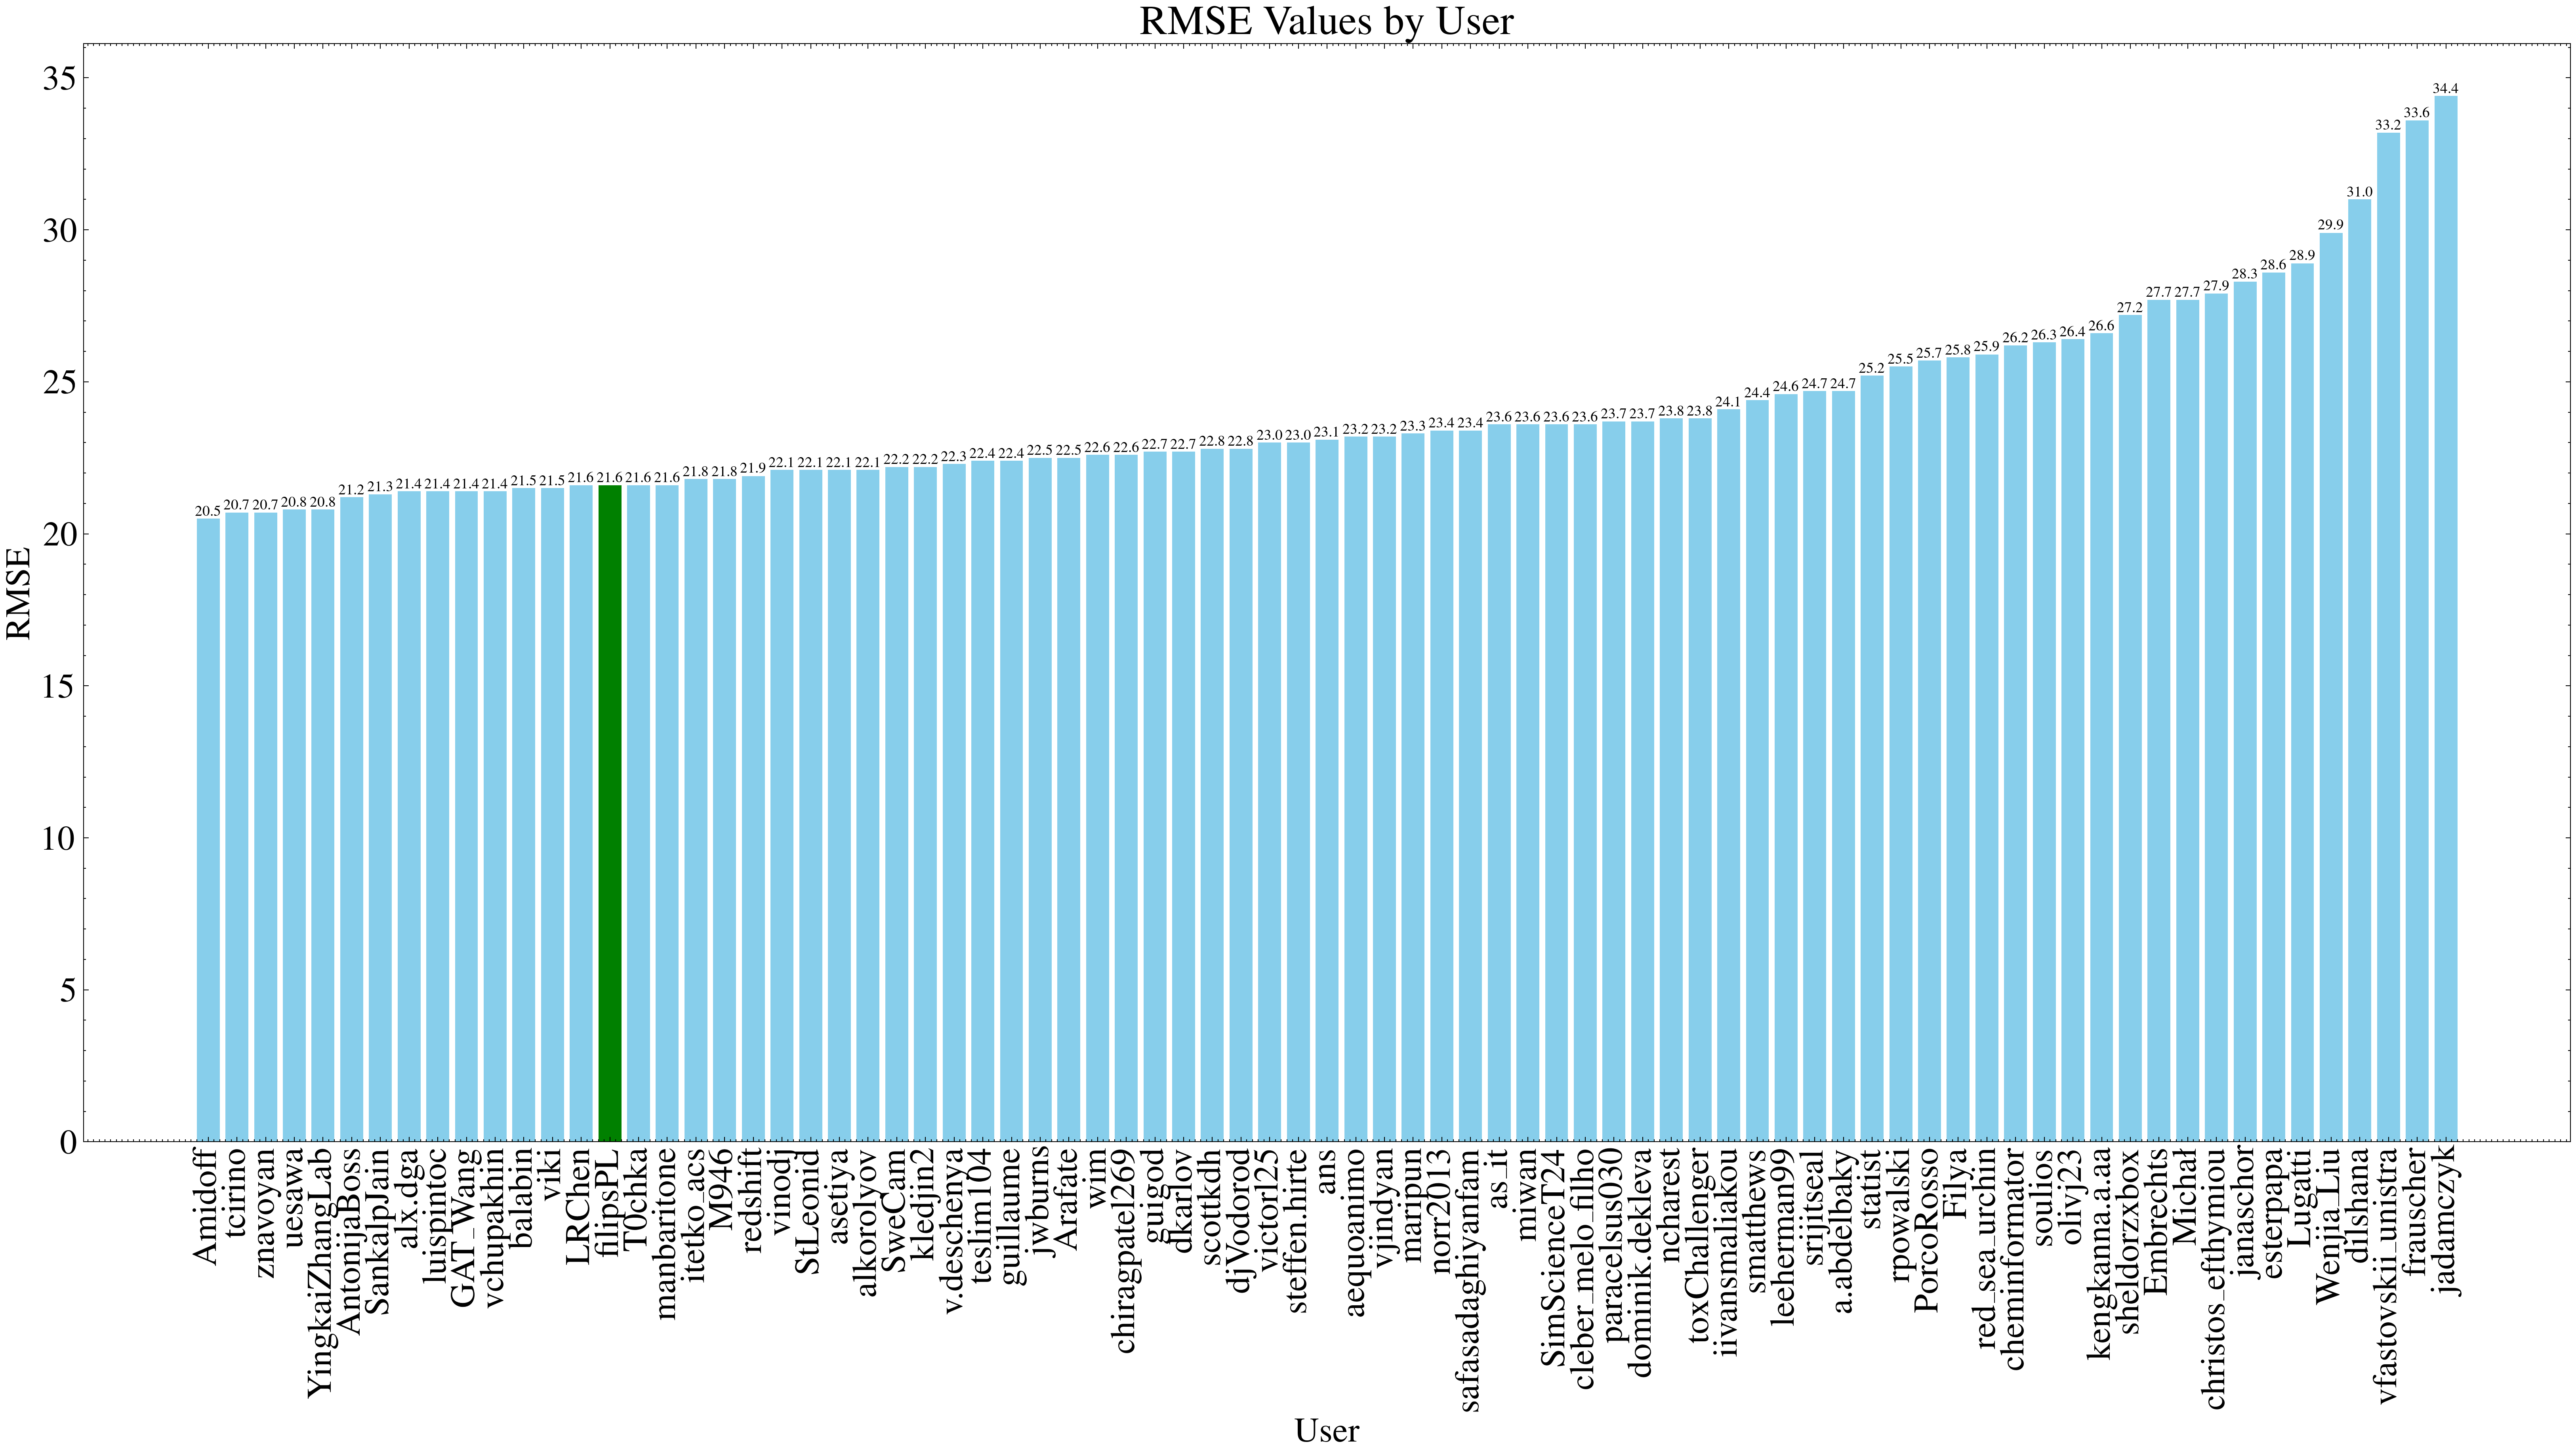 RMSE Values by User
RMSE
35
30
25
20
15
10
5
0
20.5
20.7
20.7
20.8
20.8
21.2
21.3
21.4
21.4
21.4
21.4
21.5
21.5
21.6
21.6
21.6
21.6
21.8
21.8
21.9
22.1
22.1
22.1
22.1
22.2
22.2
22.3
22.4
22.4
22.5
22.5
22.6
22.6
22.7
22.7
22.8
22.8
23.0
23.0
23.1
23.2
23.2
23.3
23.4
23.4
23.6
23.6
23.6
23.6
23.7
23.7
23.8
23.8
24.1
24.4
24.6
24.7
24.7
25.2
25.5
25.7
25.8
25.9
26.2
26.3
26.4
26.6
27.2
27.7
27.7
27.9
28.3
28.6
28.9
29.9
31.0
33.2
33.6
34.4
Amidoff
tcirino
znavoyan
uesawa
YingkaiZhangLab
AntonijaBoss
SankalpJain
alx.dga
luispintoc
GAT_Wang
vchupakhin
balabin
viki
LRChen
filipsPL
T0chka
manbaritone
itetko_acs
M946
redshift
vinodj
StLeonid
asetiya
alkorolyov
SweCam
kledjin2
v.deschenya
teslim104
guillaume
jwburns
Arafate
wim
chiragpatel269
guigod
dkarlov
scottkdh
djVodorod
victorl25
steffen.hirte
ans
aequoanimo
vjindyan
maripun
norr2013
safasadaghiyanfam
as_it
miwan
SimScienceT24
cleber_melo_filho
paracelsus030
dominik.dekleva
ncharest
toxChallenger
iivansmaliakou
smatthews
leeherman99
srijitseal
a.abdelbaky
statist
rpowalski
PorcoRosso
Filya
red_sea_urchin
cheminformator
soulios
olivj23
kengkanna.a.aa
sheldorzxbox
Embrechts
Michał
christos_efthymiou
janaschor
esterpapa
Lugatti
Wenjia_Liu
dilshana
vfastovskii_unistra
frauscher
jadamczyk
User